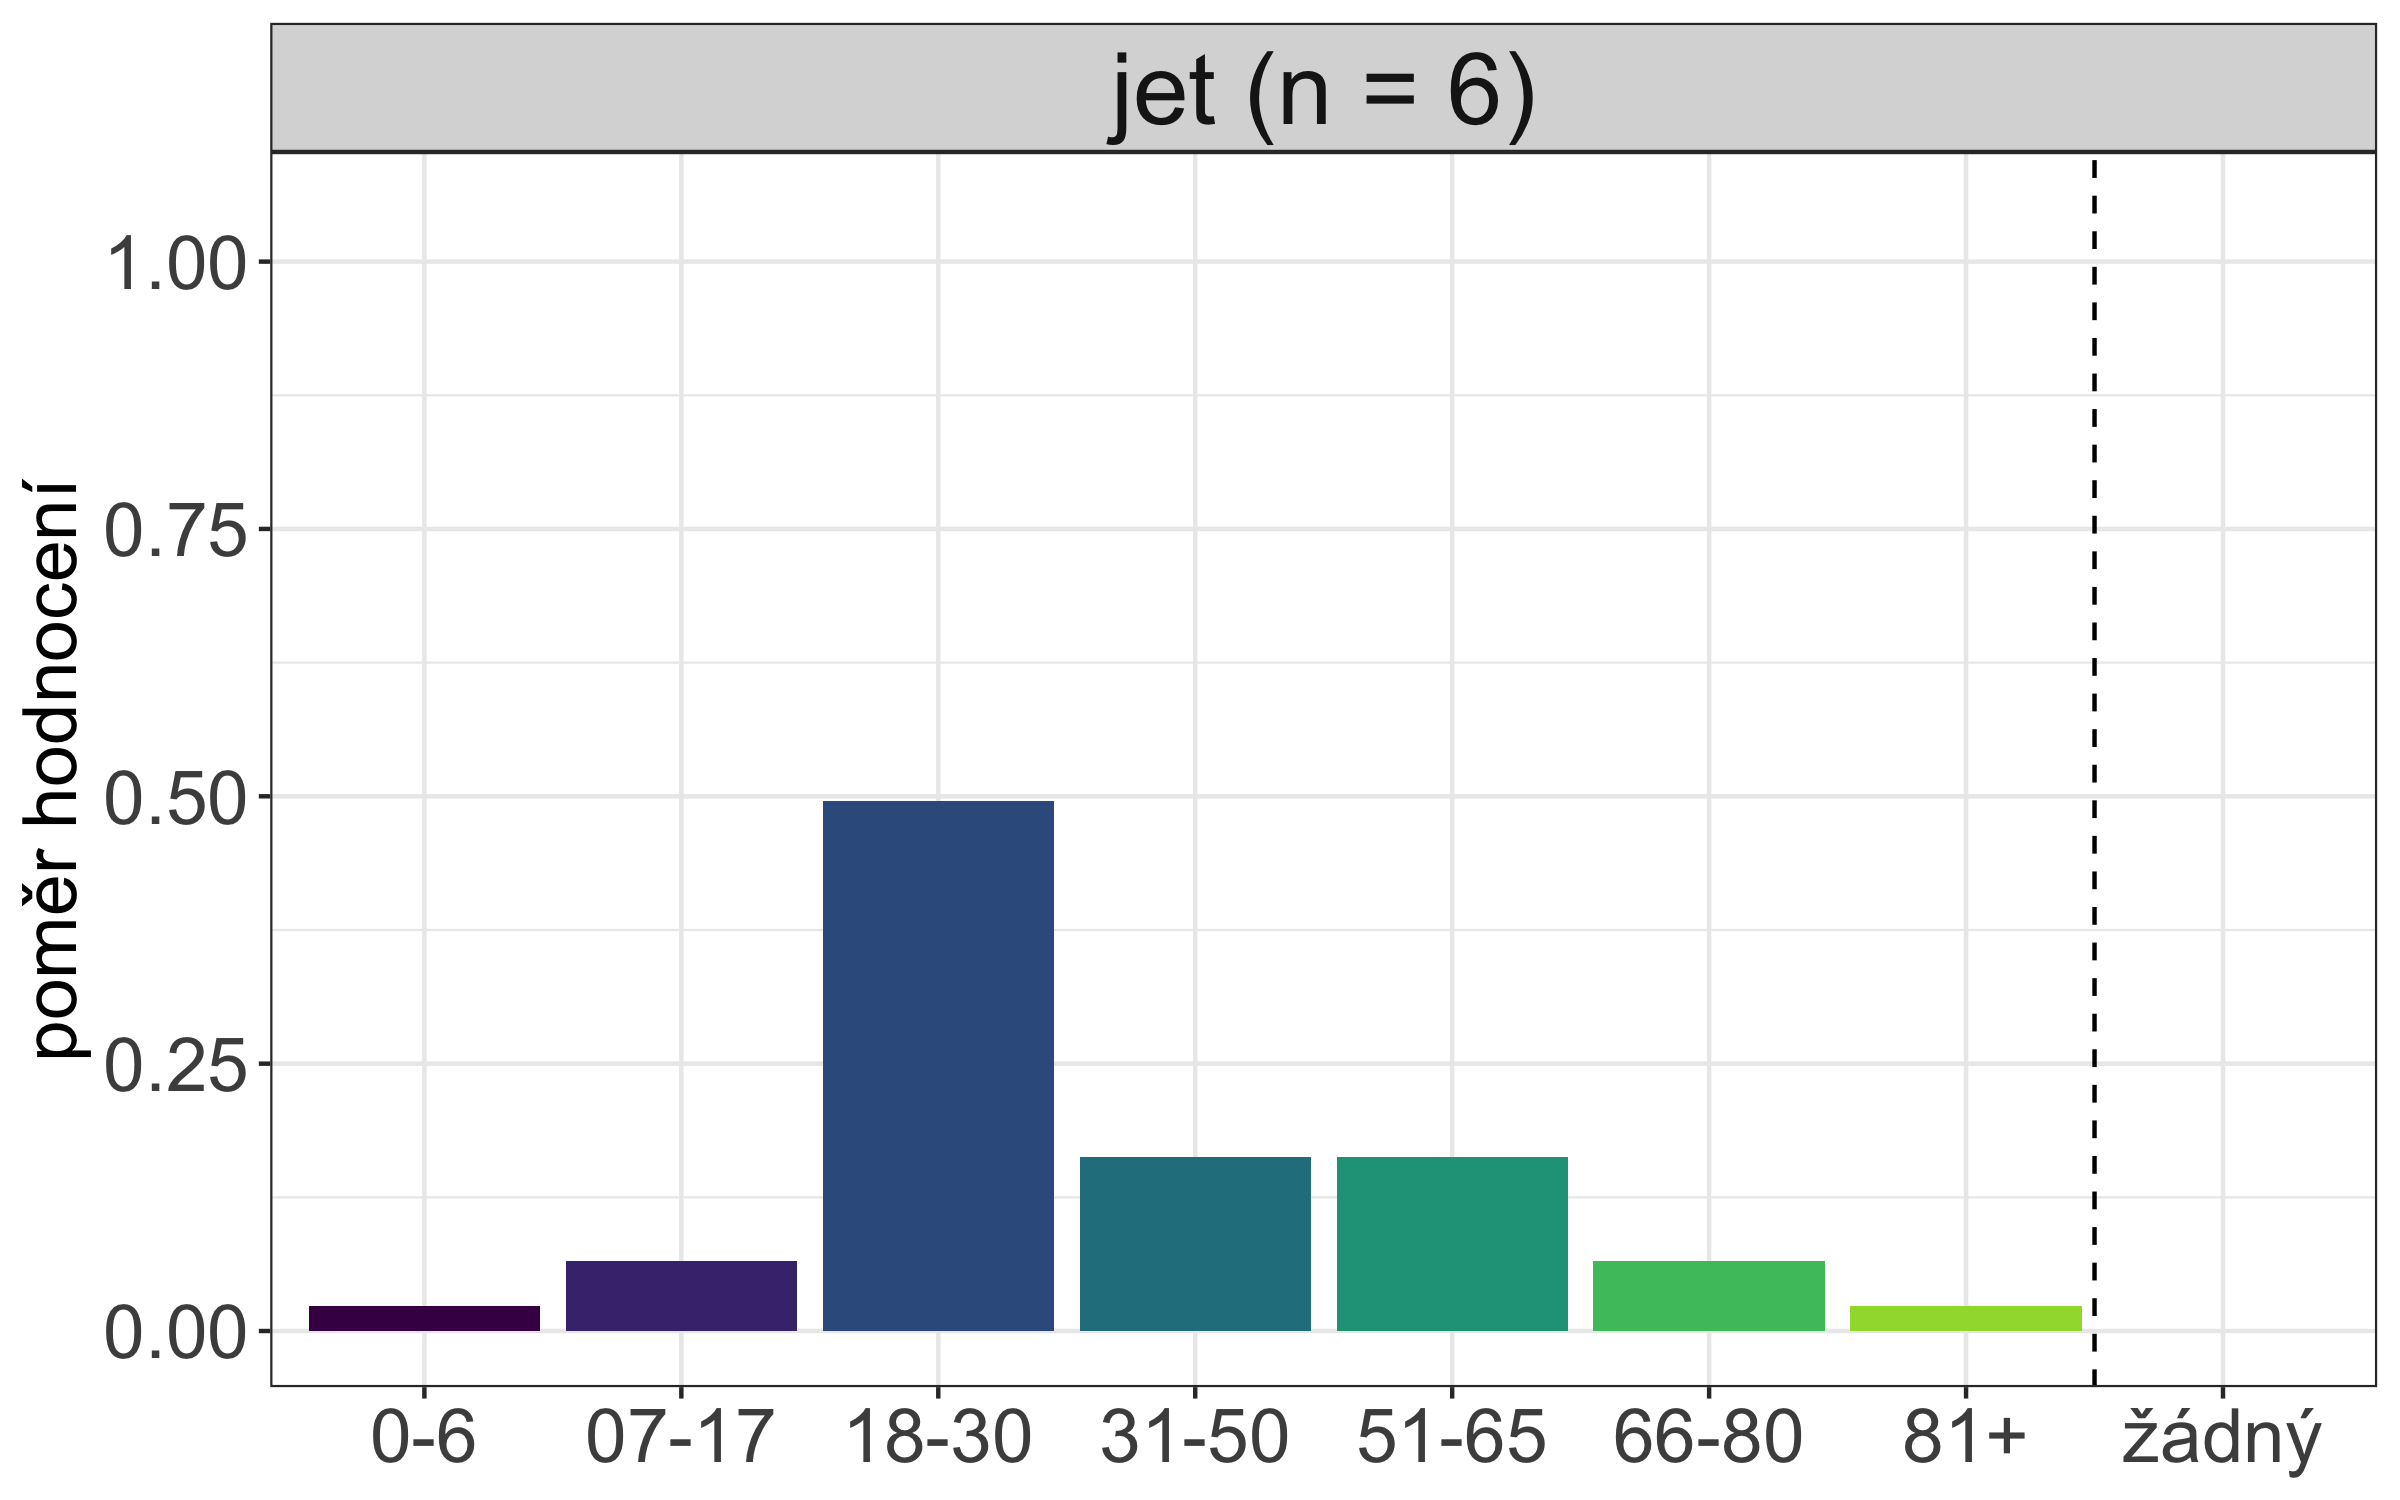 jet (n = 6)
poměr hodnocení
1.00
0.75
0.50
0.25
0.00
0-6 07-17 18-30 31-50 51-65 66-80 81+ žádný